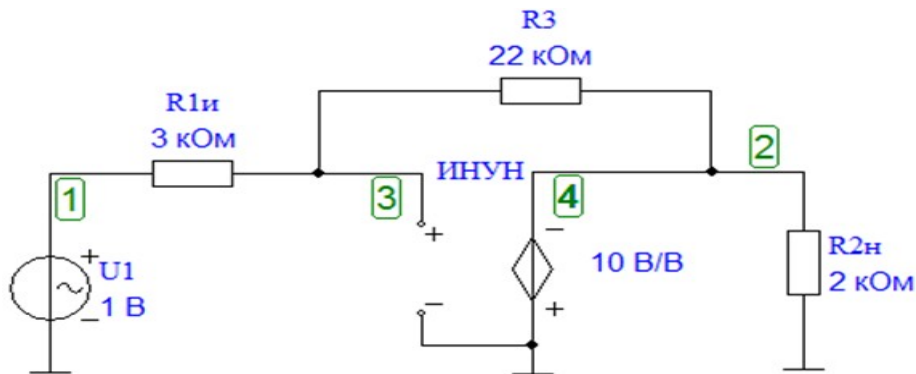 R3
22 кОм
R1и
3 кОм
ИНУН
2
1
3
4
+
−
+
U1
1 В
−
+
−
10 В/В
+
R2н
2 кОм